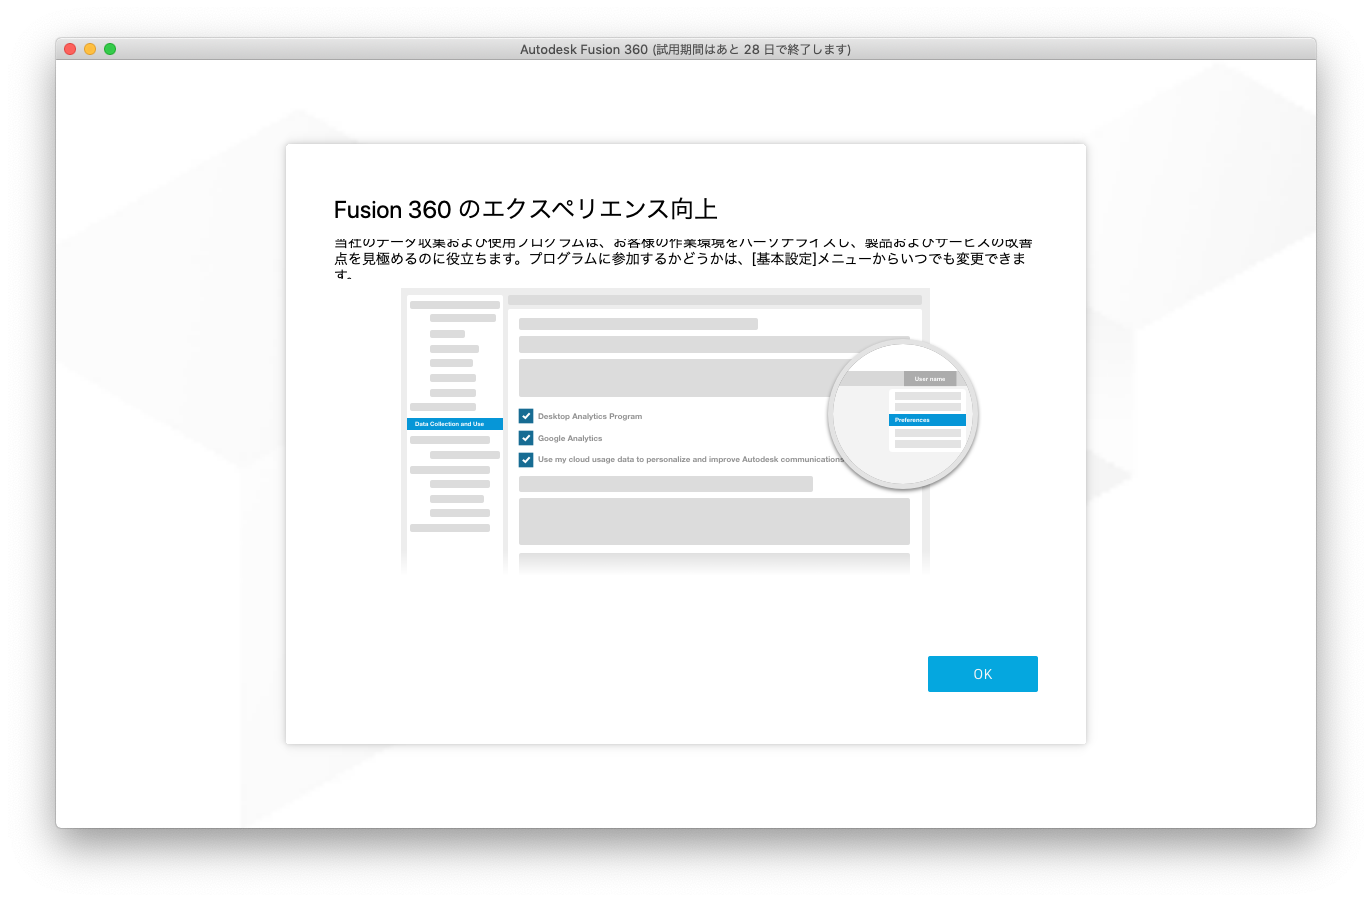 Autodesk Fusion 360 (試用期間はあと 28 日で終了します)
Fusion 360 のエクスペリエンス向上
当社のデータ収集および使用プログラムは、お客様の作業環境をパーソナライズし、製品およびサービスの改善
点を見極めるのに役立ちます。プログラムに参加するかどうかは、[基本設定]メニューからいつでも変更できま
す。
User name
Preferences
Data Collection and Use
Desktop Analytics Program
Google Analytics
Use my cloud usage data to personalize and improve Autodesk communications.
OK